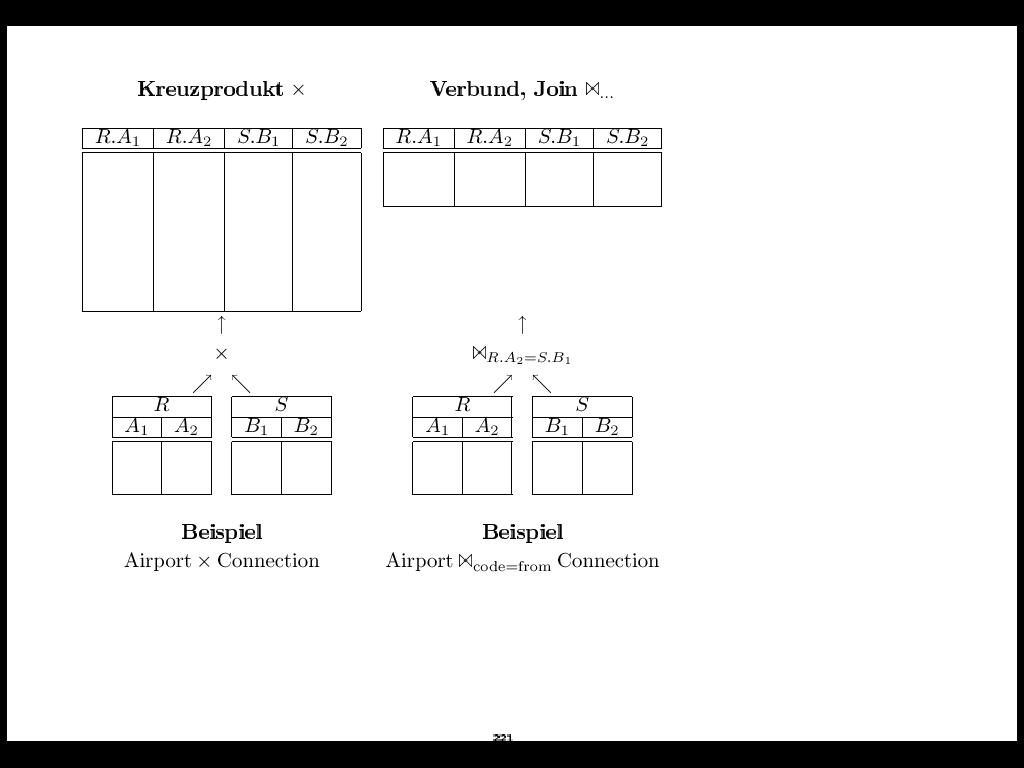 Kreuzprodukt ×
R.A₁ R.A₂ S.B₁ S.B₂
×
R S
A₁ A₂ B₁ B₂
Beispiel
Airport × Connection
Verbund, Join ⋈...
R.A₁ R.A₂ S.B₁ S.B₂
⋈R.A₂=S.B₁
R S
A₁ A₂ B₁ B₂
Beispiel
Airport ⋈code=from Connection